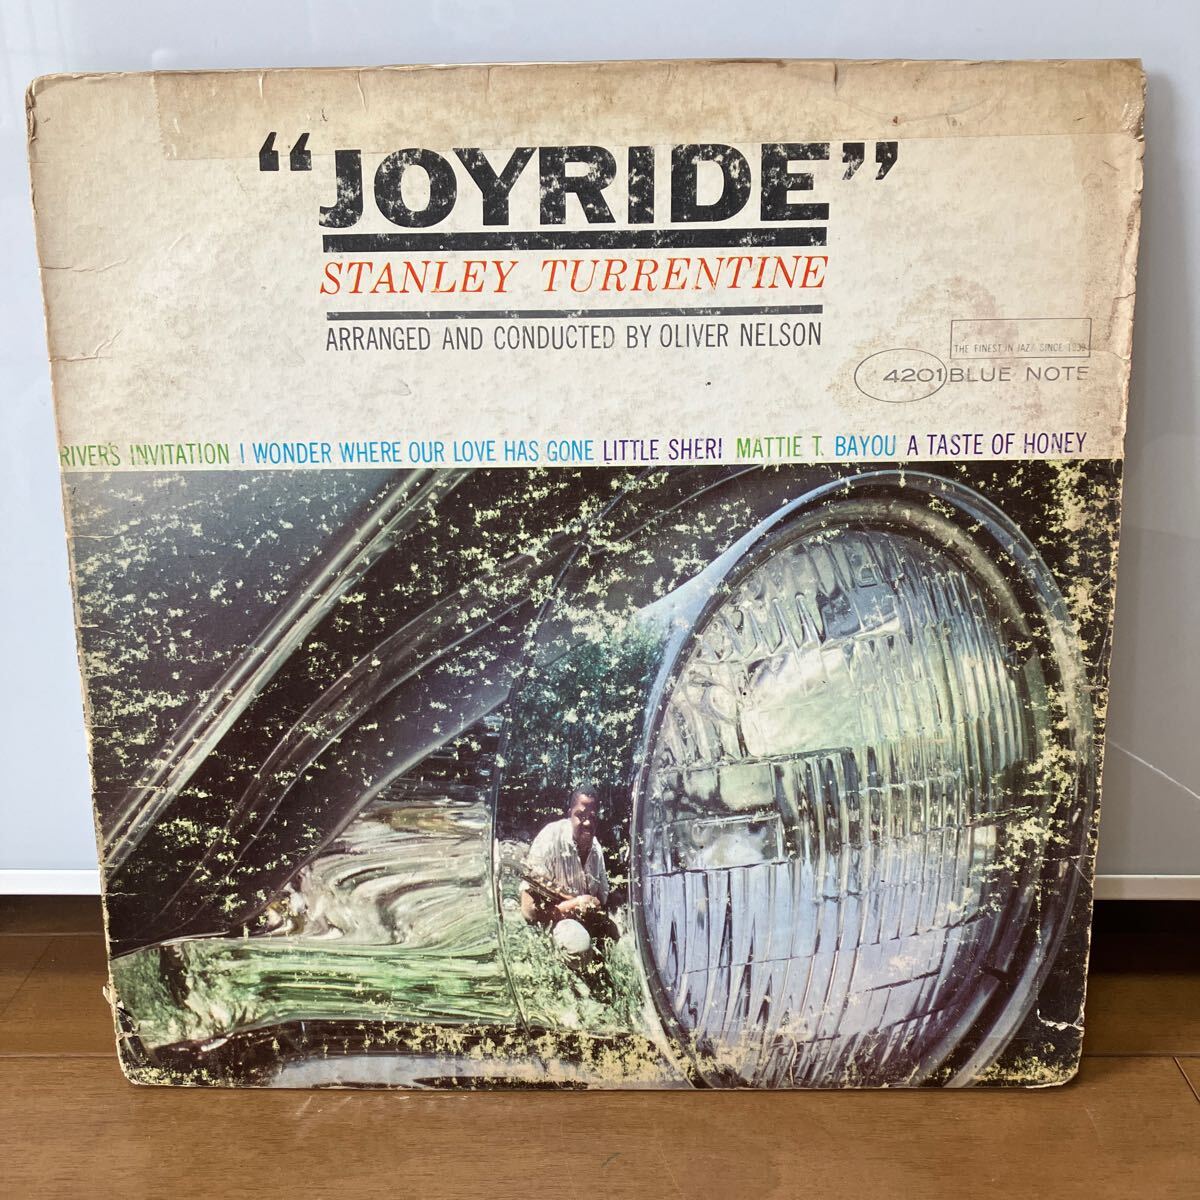 “JOYRIDE”
STANLEY TURRENTINE
ARRANGED AND CONDUCTED BY OLIVER NELSON
THE FINEST IN JAZZ SINCE 1939
4201 BLUE NOTE
RIVER'S INVITATION I WONDER WHERE OUR LOVE HAS GONE LITTLE SHERI MATTIE T. BAYOU A TASTE OF HONEY